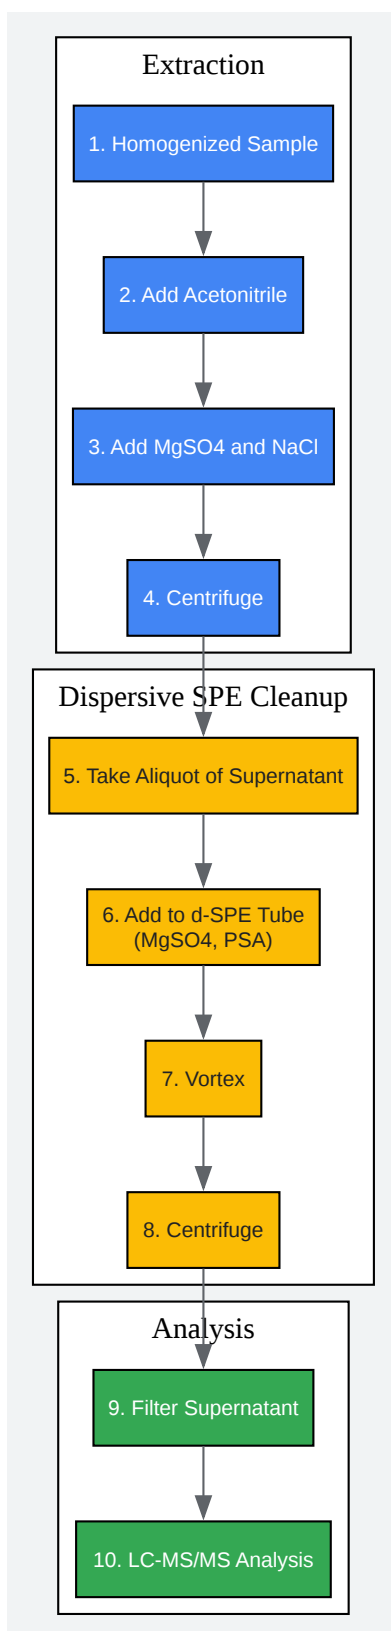 Extraction
1. Homogenized Sample
2. Add Acetonitrile
3. Add MgSO4 and NaCl
4. Centrifuge
Dispersive SPE Cleanup
5. Take Aliquot of Supernatant
6. Add to d-SPE Tube
(MgSO4, PSA)
7. Vortex
8. Centrifuge
Analysis
9. Filter Supernatant
10. LC-MS/MS Analysis